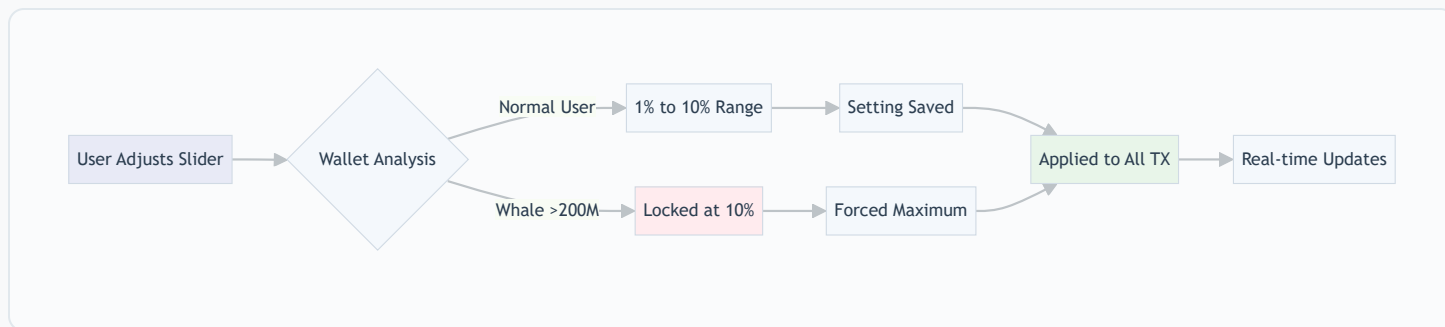 User Adjusts Slider
Wallet Analysis
Normal User
1% to 10% Range
Setting Saved
Whale >200M
Locked at 10%
Forced Maximum
Applied to All TX
Real-time Updates